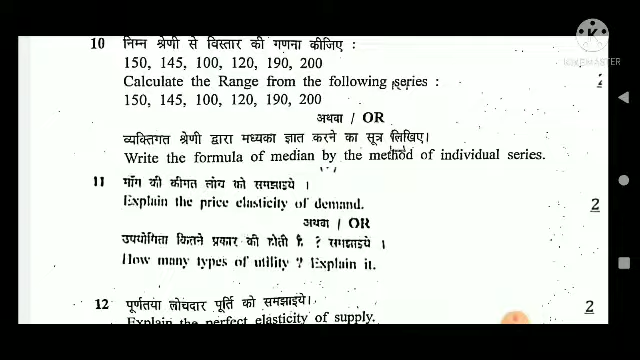 10 निम्न श्रेणी से विस्तार की गणना कीजिए :
150, 145, 100, 120, 190, 200
Calculate the Range from the following series :
150, 145, 100, 120, 190, 200
अथवा / OR
व्यक्तिगत श्रेणी द्वारा मध्यका ज्ञात करने का सूत्र लिखिए।
Write the formula of median by the method of individual series.
11 माँग की कीमत लोच को समझाइये ।
Explain the price elasticity of demand. 2
अथवा / OR
उपयोगिता कितने प्रकार की होती है ? समझाइये ।
How many types of utility ? Explain it.
12 पूर्णतया लोचदार पूर्ति को समझाइये। 2
Explain the perfect elasticity of supply.
KINEMASTER